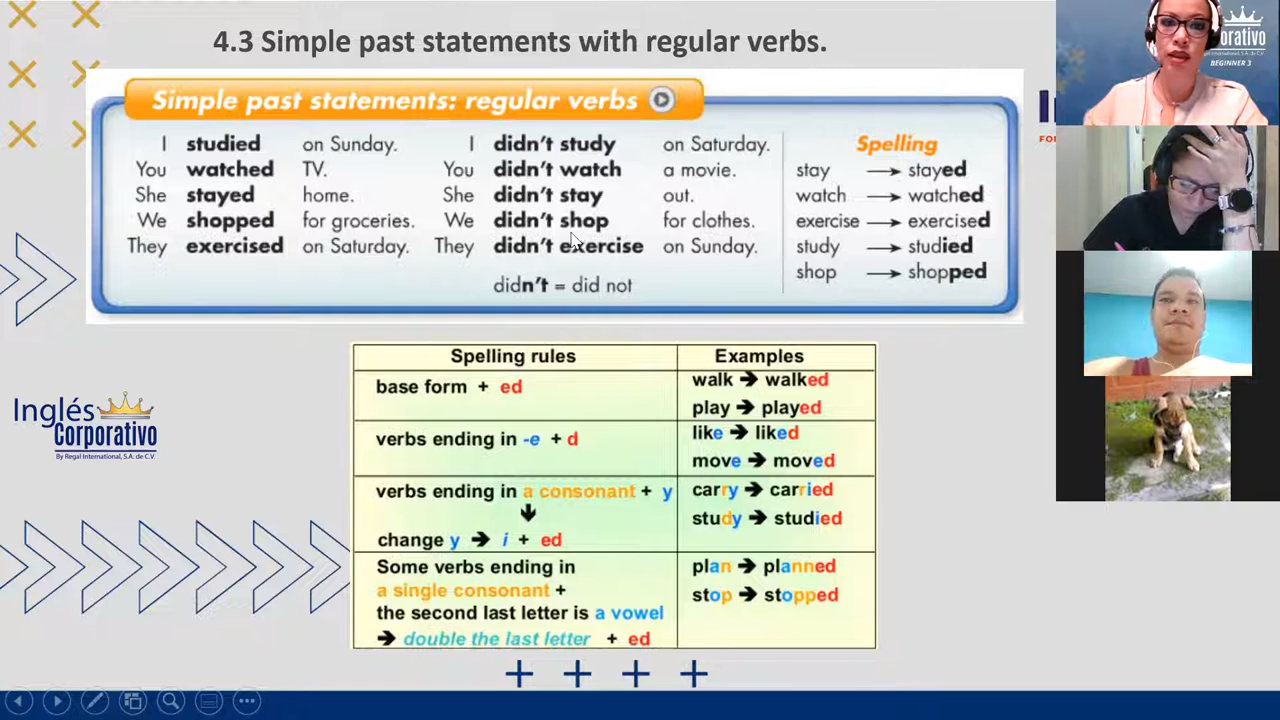 4.3 Simple past statements with regular verbs.
Simple past statements: regular verbs
I studied on Sunday. I didn't study on Saturday.
You watched TV. You didn't watch a movie.
She stayed home. She didn't stay out.
We shopped for groceries. We didn't shop for clothes.
They exercised on Saturday. They didn't exercise on Sunday.
didn't = did not
Spelling
stay → stayed
watch → watched
exercise → exercised
study → studied
shop → shopped
Spelling rules Examples
base form + ed
walk ➔ walked
play ➔ played
verbs ending in -e + d
like ➔ liked
move ➔ moved
verbs ending in a consonant + y
change y ➔ i + ed
carry ➔ carried
study ➔ studied
Some verbs ending in
a single consonant +
the second last letter is a vowel
➔ double the last letter + ed
plan ➔ planned
stop ➔ stopped
Inglés
Corporativo
By Regal International, S.A. de C.V.
BEGINNER 3